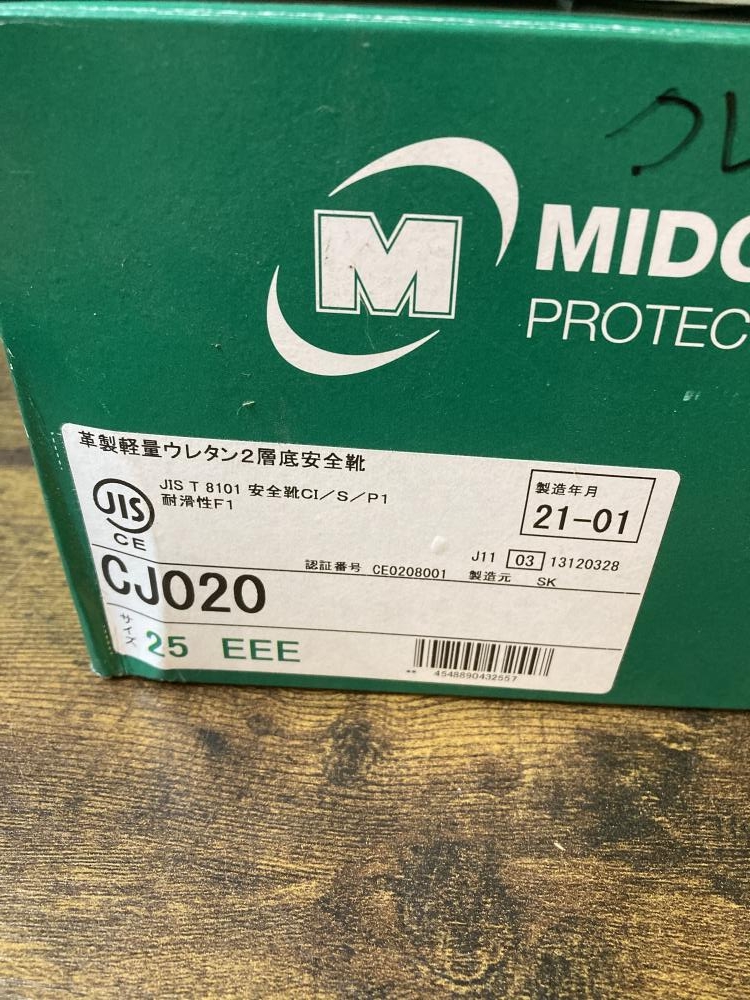 クレ
M
MIDO
PROTEC
革製軽量ウレタン2層底安全靴
JIS
CE
JIS T 8101 安全靴CI/S/P1
耐滑性F1
製造年月
21-01
J11 03 13120328
認証番号 CE0208001 製造元 SK
CJ020
サイズ
25 EEE
** 4548890432557